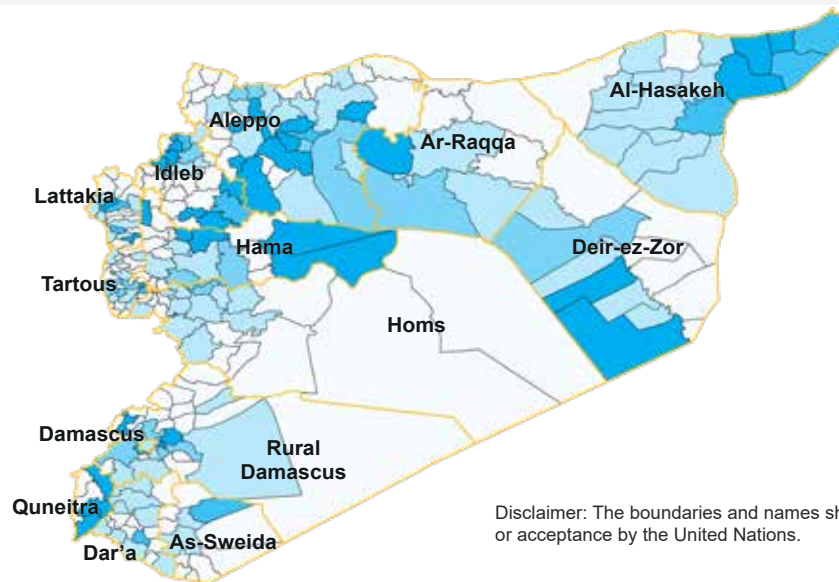 Al-Hasakeh
Aleppo
Ar-Raqqa
Idleb
Lattakia
Hama
Deir-ez-Zor
Tartous
Homs
Damascus
Rural
Damascus
Quneitra
Disclaimer: The boundaries and names
or acceptance by the United Nations.
As-Sweida
Dar'a